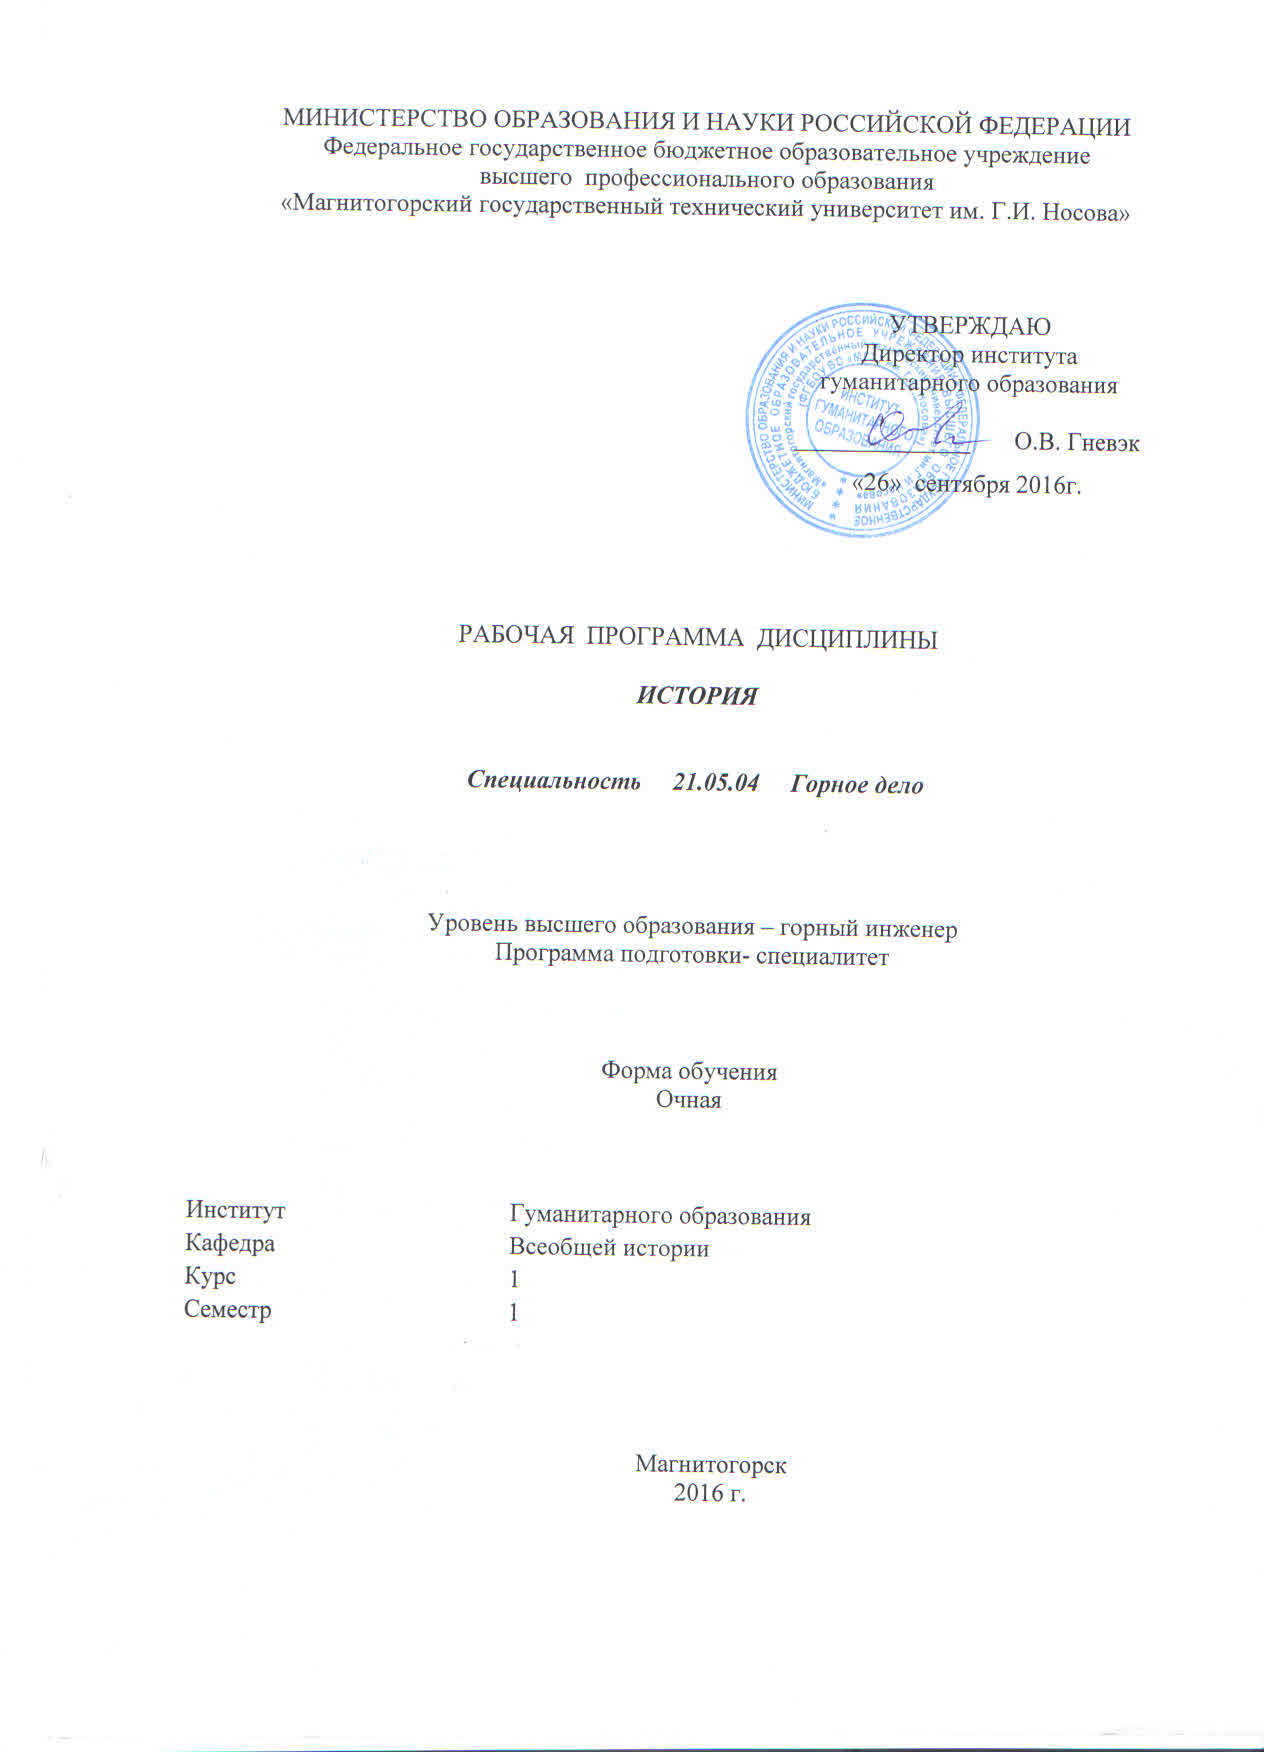 МИНИСТЕРСТВО ОБРАЗОВАНИЯ И НАУКИ РОССИЙСКОЙ ФЕДЕРАЦИИ
Федеральное государственное бюджетное образовательное учреждение
высшего профессионального образования
«Магнитогорский государственный технический университет им. Г.И. Носова»
УТВЕРЖДАЮ
Директор института
гуманитарного образования
О.В. Гневэк
«26» сентября 2016г.
ИНСТИТУТ
ГУМАНИТАРНОГО
ОБРАЗОВАНИЯ
РАБОЧАЯ ПРОГРАММА ДИСЦИПЛИНЫ
ИСТОРИЯ
Специальность 21.05.04 Горное дело
Уровень высшего образования – горный инженер
Программа подготовки- специалитет
Форма обучения
Очная
Институт Гуманитарного образования
Кафедра Всеобщей истории
Курс 1
Семестр 1
Магнитогорск
2016 г.